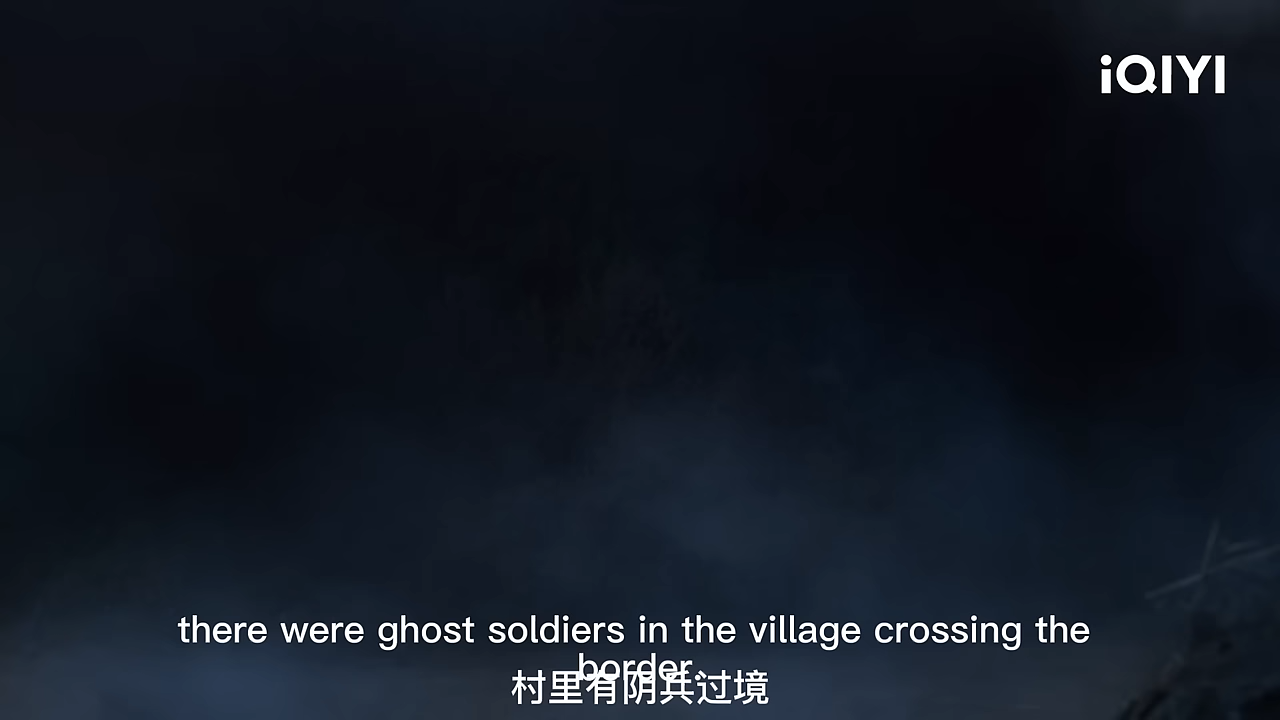 iQIYI
there were ghost soldiers in the village crossing the
border.
村里有阴兵过境